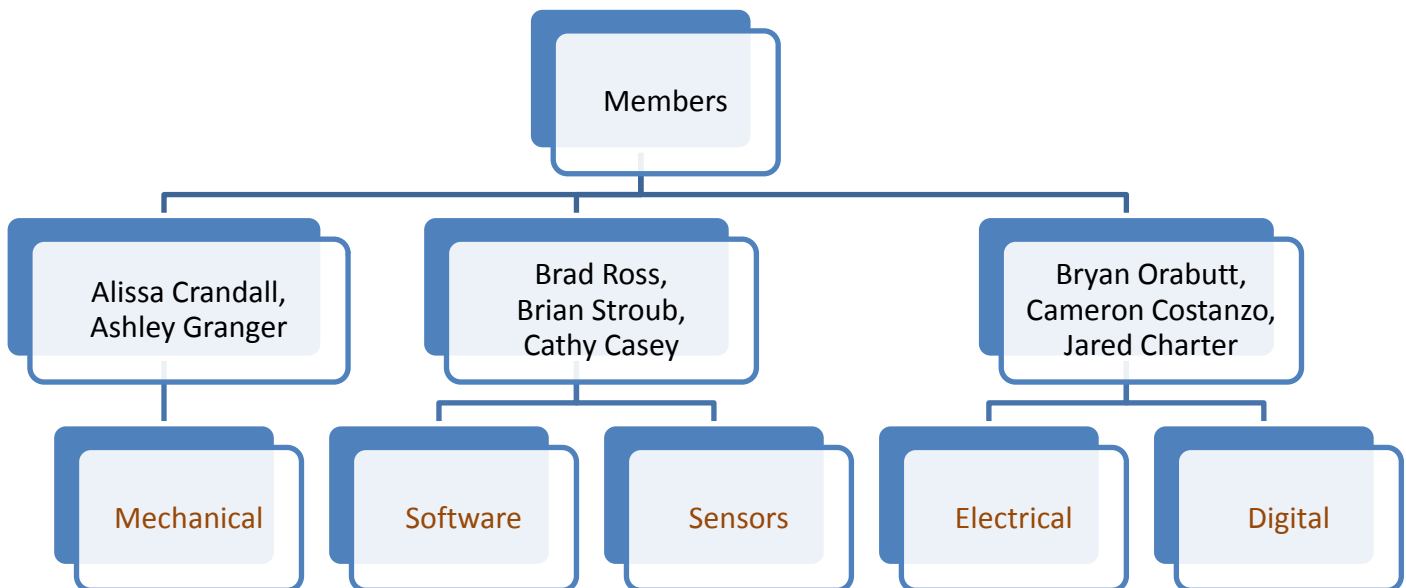 Members
Alissa Crandall,
Ashley Granger
Brad Ross,
Brian Stroub,
Cathy Casey
Bryan Orabutt,
Cameron Costanzo,
Jared Charter
Mechanical
Software
Sensors
Electrical
Digital